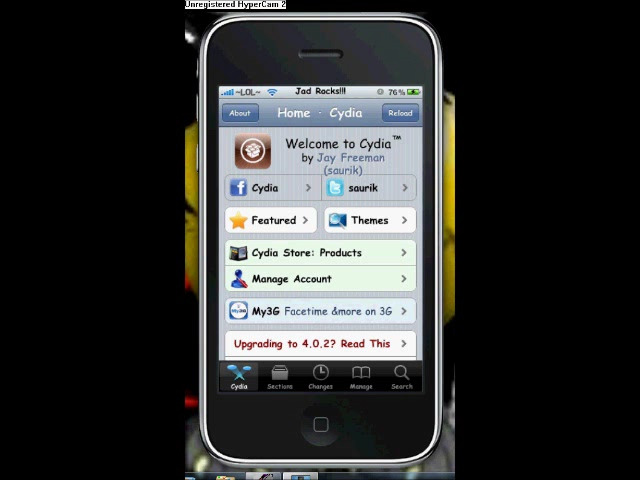 Unregistered HyperCam 2
~LOL~ Jad Racks!!! 76%
About Home · Cydia Reload
Welcome to Cydia™
by Jay Freeman
(saurik)
Cydia saurik
Featured Themes
Cydia Store: Products
Manage Account
My3G My3G Facetime &more on 3G
Upgrading to 4.0.2? Read This
Cydia Sections Changes Manage Search